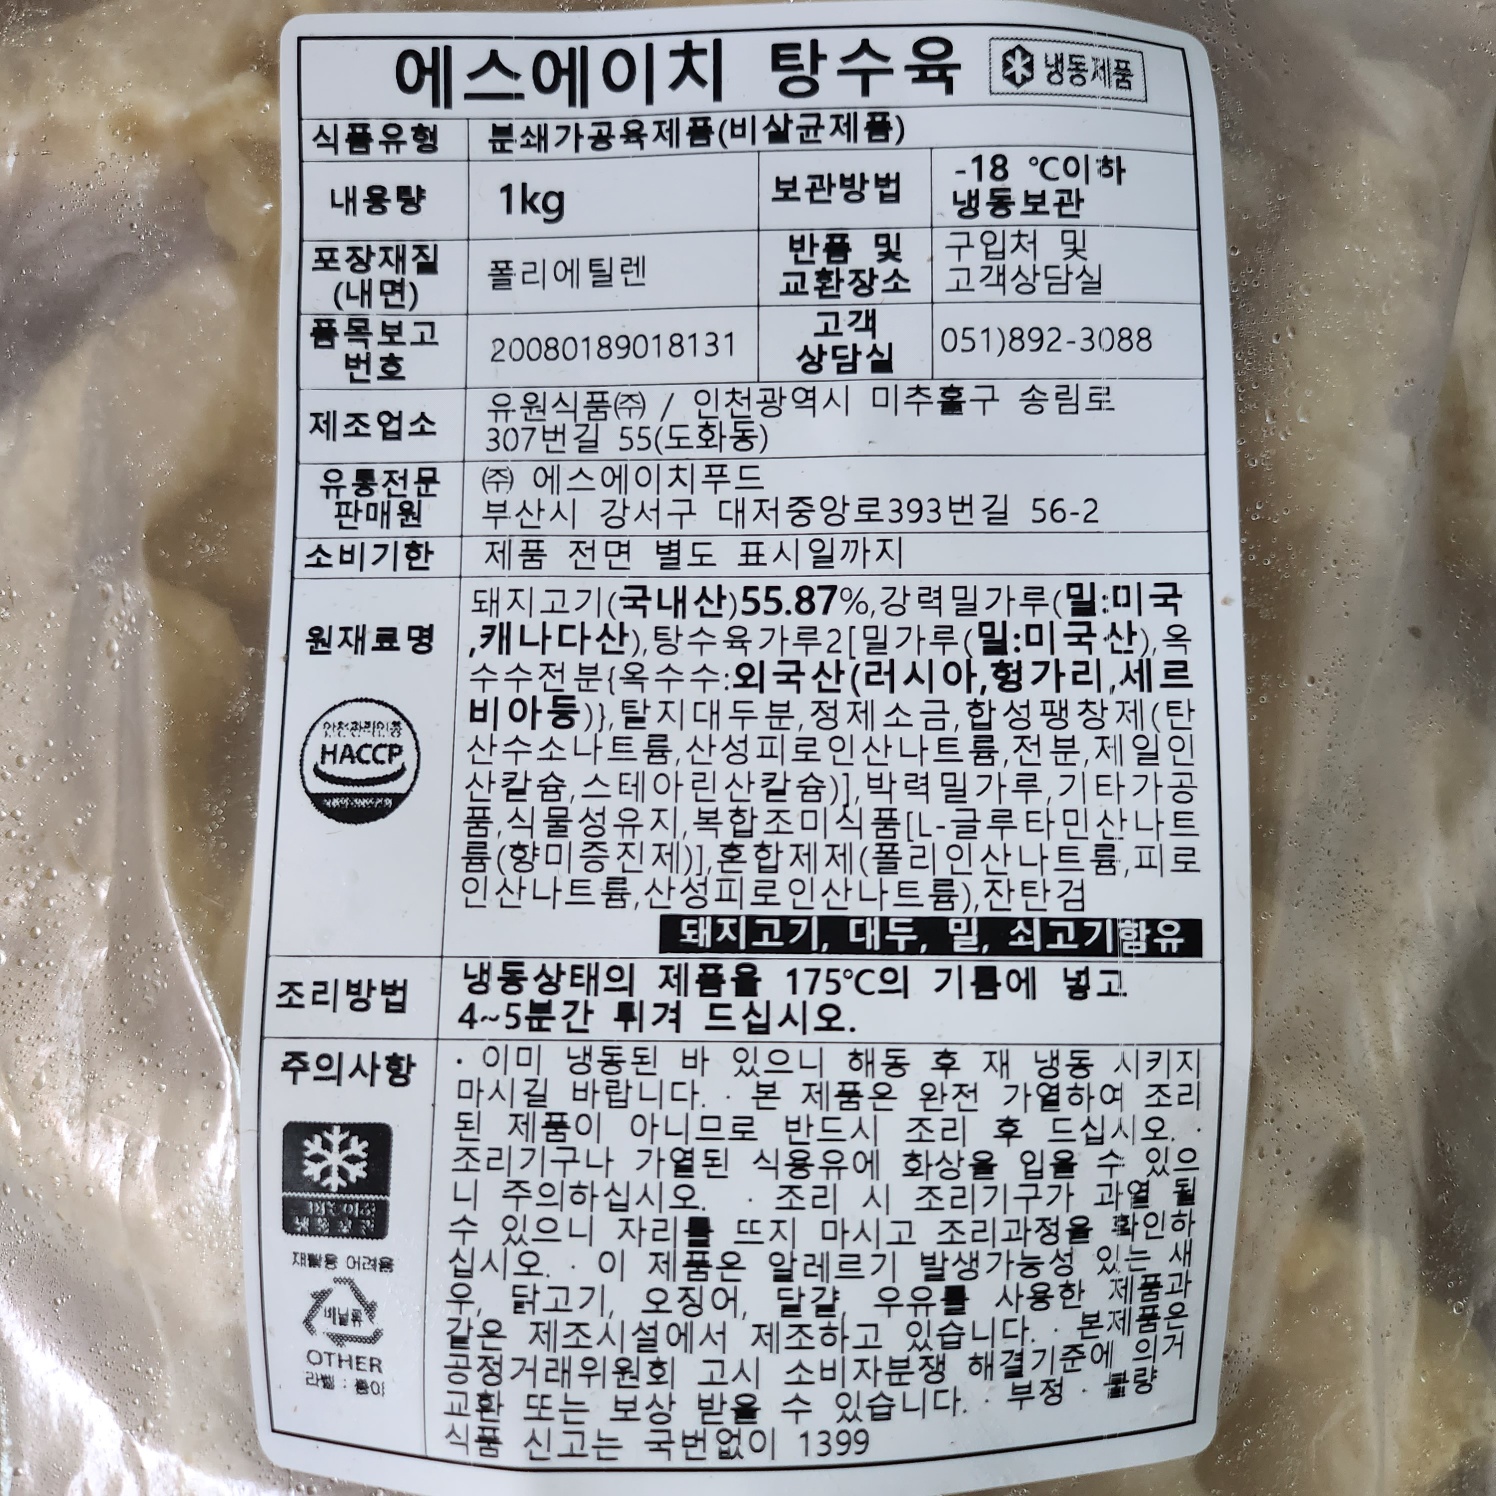 에스에이치 탕수육 냉동제품
식품유형 분쇄가공육제품(비살균제품)
내용량 1kg 보관방법 -18 ℃이하
냉동보관
포장재질
(내면) 폴리에틸렌 반품 및
교환장소 구입처 및
고객상담실
품목보고
번호 20080189018131 고객
상담실 051)892-3088
제조업소 유원식품㈜ / 인천광역시 미추홀구 송림로
307번길 55(도화동)
유통전문
판매원 ㈜ 에스에이치푸드
부산시 강서구 대저중앙로393번길 56-2
소비기한 제품 전면 별도 표시일까지
원재료명
돼지고기(국내산)55.87%,강력밀가루(밀:미국
,캐나다산),탕수육가루2[밀가루(밀:미국산),옥
수수전분{옥수수:외국산(러시아,헝가리,세르
비아등)},탈지대두분,정제소금,합성팽창제(탄
산수소나트륨,산성피로인산나트륨,전분,제일인
산칼슘,스테아린산칼슘)],박력밀가루,기타가공
품,식물성유지,복합조미식품[L-글루타민산나트
륨(향미증진제)],혼합제제(폴리인산나트륨,피로
인산나트륨,산성피로인산나트륨),잔탄검
안전관리인증
HACCP
돼지고기, 대두, 밀, 쇠고기함유
조리방법 냉동상태의 제품을 175℃의 기름에 넣고
4~5분간 튀겨 드십시오.
주의사항
· 이미 냉동된 바 있으니 해동 후 재 냉동 시키지
마시길 바랍니다. · 본 제품은 완전 가열하여 조리
된 제품이 아니므로 반드시 조리 후 드십시오. ·
조리기구나 가열된 식용유에 화상을 입을 수 있으
니 주의하십시오. · 조리 시 조리기구가 과열 될
수 있으니 자리를 뜨지 마시고 조리과정을 확인하
십시오. · 이 제품은 알레르기 발생가능성 있는 새
우, 닭고기, 오징어, 달걀, 우유를 사용한 제품과
같은 제조시설에서 제조하고 있습니다. · 본제품은
공정거래위원회 고시 소비자분쟁 해결기준에 의거
교환 또는 보상 받을 수 있습니다. · 부정 · 불량
식품 신고는 국번없이 1399
재활용 어려움
비닐류
OTHER
라벨 : 종이